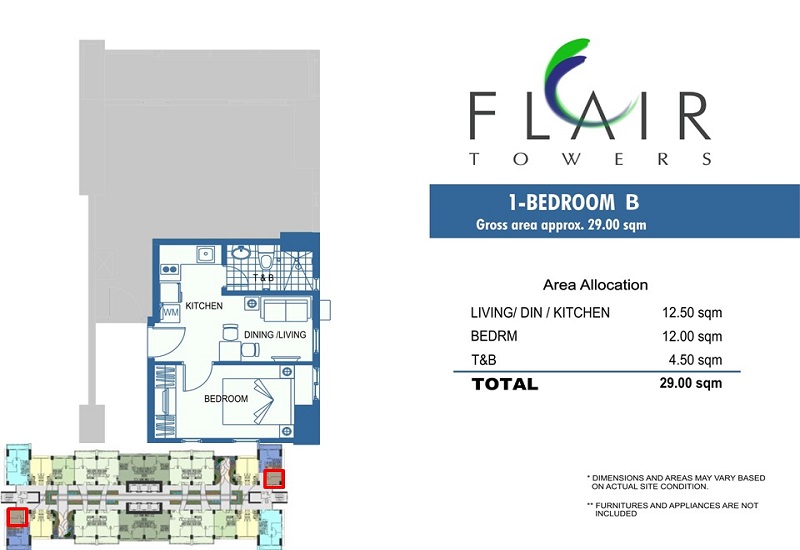 FLAIR
TOWERS
1-BEDROOM B
Gross area approx. 29.00 sqm
Area Allocation
LIVING/ DIN / KITCHEN 12.50 sqm
BEDRM 12.00 sqm
T&B 4.50 sqm
TOTAL 29.00 sqm
* DIMENSIONS AND AREAS MAY VARY BASED
ON ACTUAL SITE CONDITION.
** FURNITURES AND APPLIANCES ARE NOT
INCLUDED
T & B
KITCHEN
WM
DINING /LIVING
BEDROOM